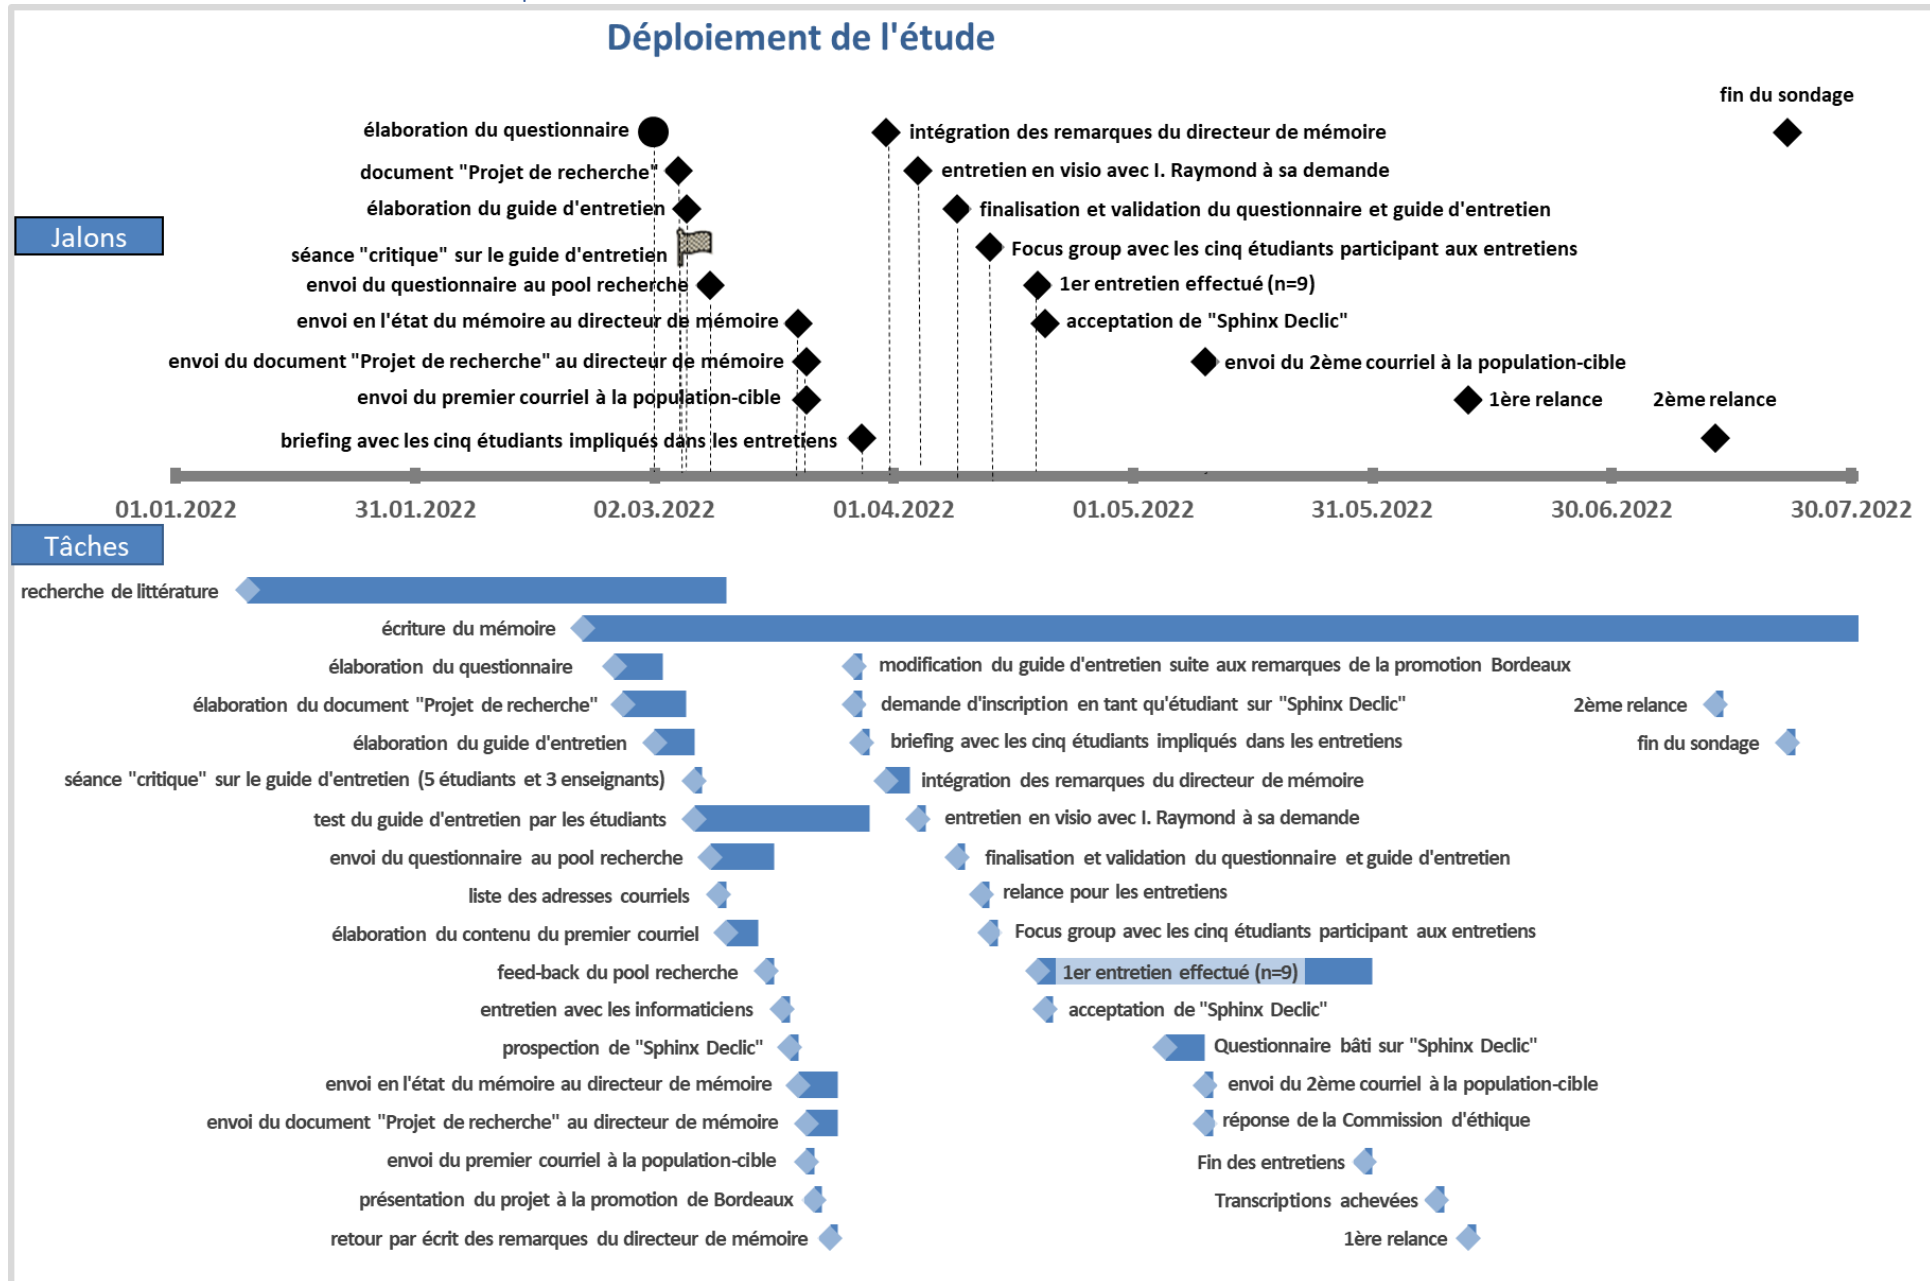 Déploiement de l'étude
fin du sondage
élaboration du questionnaire
intégration des remarques du directeur de mémoire
document "Projet de recherche"
entretien en visio avec I. Raymond à sa demande
élaboration du guide d'entretien
finalisation et validation du questionnaire et guide d'entretien
Jalons
séance "critique" sur le guide d'entretien
Focus group avec les cinq étudiants participant aux entretiens
envoi du questionnaire au pool recherche
1er entretien effectué (n=9)
envoi en l'état du mémoire au directeur de mémoire
acceptation de "Sphinx Declic"
envoi du document "Projet de recherche" au directeur de mémoire
envoi du 2ème courriel à la population-cible
envoi du premier courriel à la population-cible
1ère relance
2ème relance
briefing avec les cinq étudiants impliqués dans les entretiens
01.01.2022
31.01.2022
02.03.2022
01.04.2022
01.05.2022
31.05.2022
30.06.2022
30.07.2022
Tâches
recherche de littérature
écriture du mémoire
élaboration du questionnaire
modification du guide d'entretien suite aux remarques de la promotion Bordeaux
élaboration du document "Projet de recherche"
demande d'inscription en tant qu'étudiant sur "Sphinx Declic"
2ème relance
élaboration du guide d'entretien
briefing avec les cinq étudiants impliqués dans les entretiens
fin du sondage
séance "critique" sur le guide d'entretien (5 étudiants et 3 enseignants)
intégration des remarques du directeur de mémoire
test du guide d'entretien par les étudiants
entretien en visio avec I. Raymond à sa demande
envoi du questionnaire au pool recherche
finalisation et validation du questionnaire et guide d'entretien
liste des adresses courriels
relance pour les entretiens
élaboration du contenu du premier courriel
Focus group avec les cinq étudiants participant aux entretiens
feed-back du pool recherche
1er entretien effectué (n=9)
entretien avec les informaticiens
acceptation de "Sphinx Declic"
prospection de "Sphinx Declic"
Questionnaire bâti sur "Sphinx Declic"
envoi en l'état du mémoire au directeur de mémoire
envoi du 2ème courriel à la population-cible
envoi du document "Projet de recherche" au directeur de mémoire
réponse de la Commission d'éthique
envoi du premier courriel à la population-cible
Fin des entretiens
présentation du projet à la promotion de Bordeaux
Transcriptions achevées
retour par écrit des remarques du directeur de mémoire
1ère relance